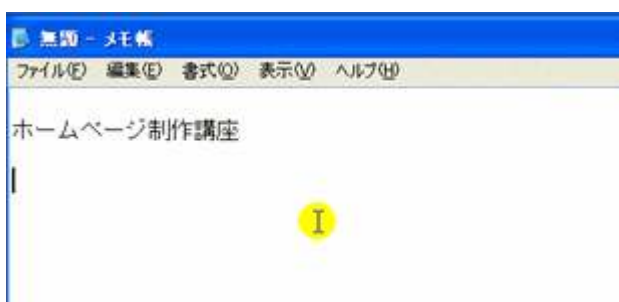 無題 - メモ帳
ファイル(F) 編集(E) 書式(O) 表示(V) ヘルプ(H)
ホームページ制作講座